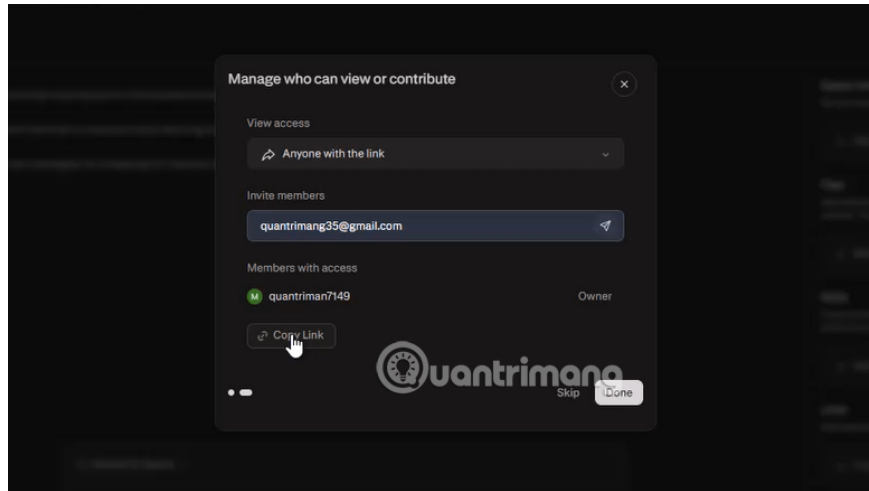 Manage who can view or contribute
View access
Anyone with the link
Invite members
quantrimang35@gmail.com
Members with access
M quantriman7149 Owner
Copy Link
Quantrimang
Skip Done